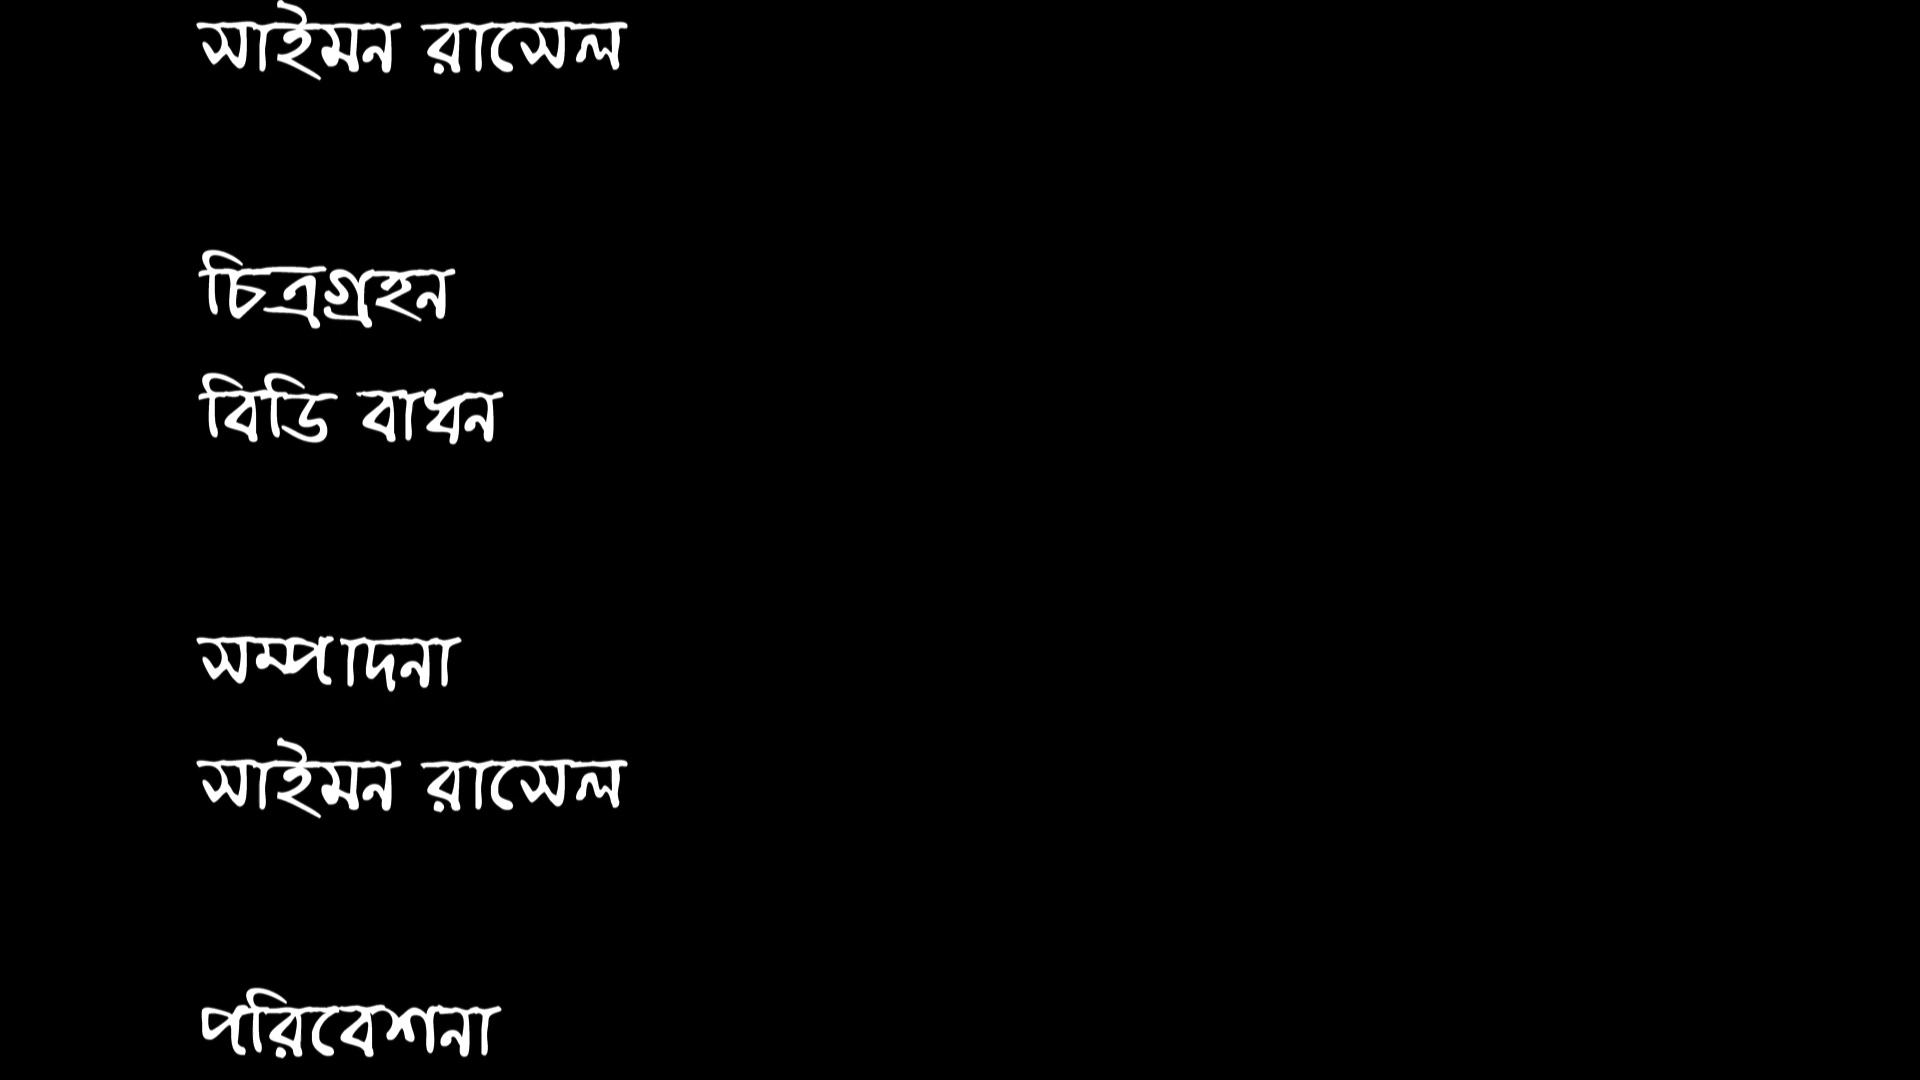 সাইমন রাসেল
চিত্রগ্রহন
বিডি বাধন
সম্পাদনা
সাইমন রাসেল
পরিবেশনা